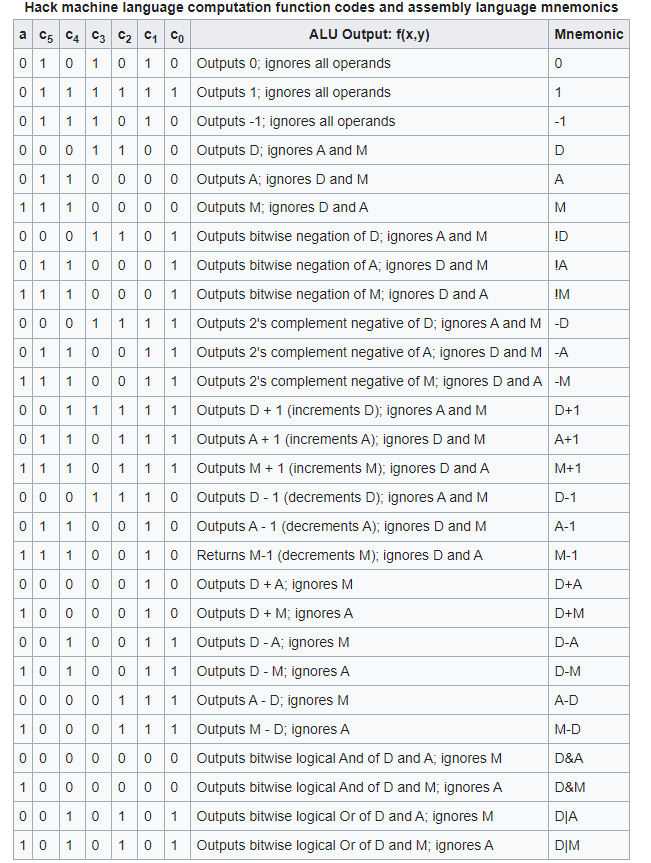 Hack machine language computation function codes and assembly language mnemonics
a c₅ c₄ c₃ c₂ c₁ c₀ ALU Output: f(x,y) Mnemonic
0 1 0 1 0 1 0 Outputs 0; ignores all operands 0
0 1 1 1 1 1 1 Outputs 1; ignores all operands 1
0 1 1 1 0 1 0 Outputs -1; ignores all operands -1
0 0 0 1 1 0 0 Outputs D; ignores A and M D
0 1 1 0 0 0 0 Outputs A; ignores D and M A
1 1 1 0 0 0 0 Outputs M; ignores D and A M
0 0 0 1 1 0 1 Outputs bitwise negation of D; ignores A and M !D
0 1 1 0 0 0 1 Outputs bitwise negation of A; ignores D and M !A
1 1 1 0 0 0 1 Outputs bitwise negation of M; ignores D and A !M
0 0 0 1 1 1 1 Outputs 2's complement negative of D; ignores A and M -D
0 1 1 0 0 1 1 Outputs 2's complement negative of A; ignores D and M -A
1 1 1 0 0 1 1 Outputs 2's complement negative of M; ignores D and A -M
0 0 1 1 1 1 1 Outputs D + 1 (increments D); ignores A and M D+1
0 1 1 0 1 1 1 Outputs A + 1 (increments A); ignores D and M A+1
1 1 1 0 1 1 1 Outputs M + 1 (increments M); ignores D and A M+1
0 0 0 1 1 1 0 Outputs D - 1 (decrements D); ignores A and M D-1
0 1 1 0 0 1 0 Outputs A - 1 (decrements A); ignores D and M A-1
1 1 1 0 0 1 0 Returns M-1 (decrements M); ignores D and A M-1
0 0 0 0 0 1 0 Outputs D + A; ignores M D+A
1 0 0 0 0 1 0 Outputs D + M; ignores A D+M
0 0 1 0 0 1 1 Outputs D - A; ignores M D-A
1 0 1 0 0 1 1 Outputs D - M; ignores A D-M
0 0 0 0 1 1 1 Outputs A - D; ignores M A-D
1 0 0 0 1 1 1 Outputs M - D; ignores A M-D
0 0 0 0 0 0 0 Outputs bitwise logical And of D and A; ignores M D&A
1 0 0 0 0 0 0 Outputs bitwise logical And of D and M; ignores A D&M
0 0 1 0 1 0 1 Outputs bitwise logical Or of D and A; ignores M D|A
1 0 1 0 1 0 1 Outputs bitwise logical Or of D and M; ignores A D|M